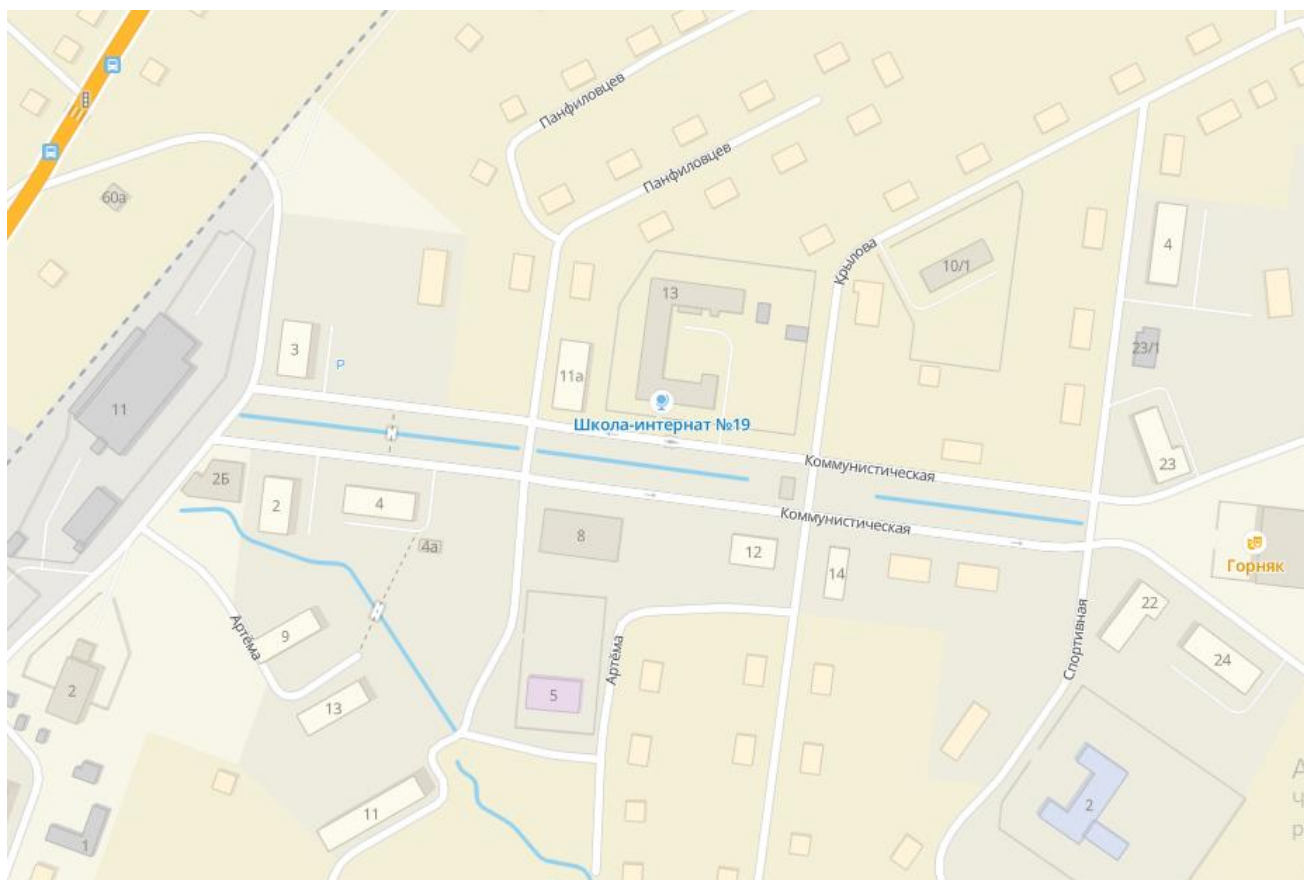 Панфиловцев
Панфиловцев
60а
Крылова
4
10/1
13
23/1
3
P
11а
11
Школа-интернат №19
Коммунистическая
23
2Б
2
4
Коммунистическая
8
12
4а
14
Горняк
22
Артёма
9
Артёма
Спортивная
24
2
5
13
А
Ч
р
2
11
1